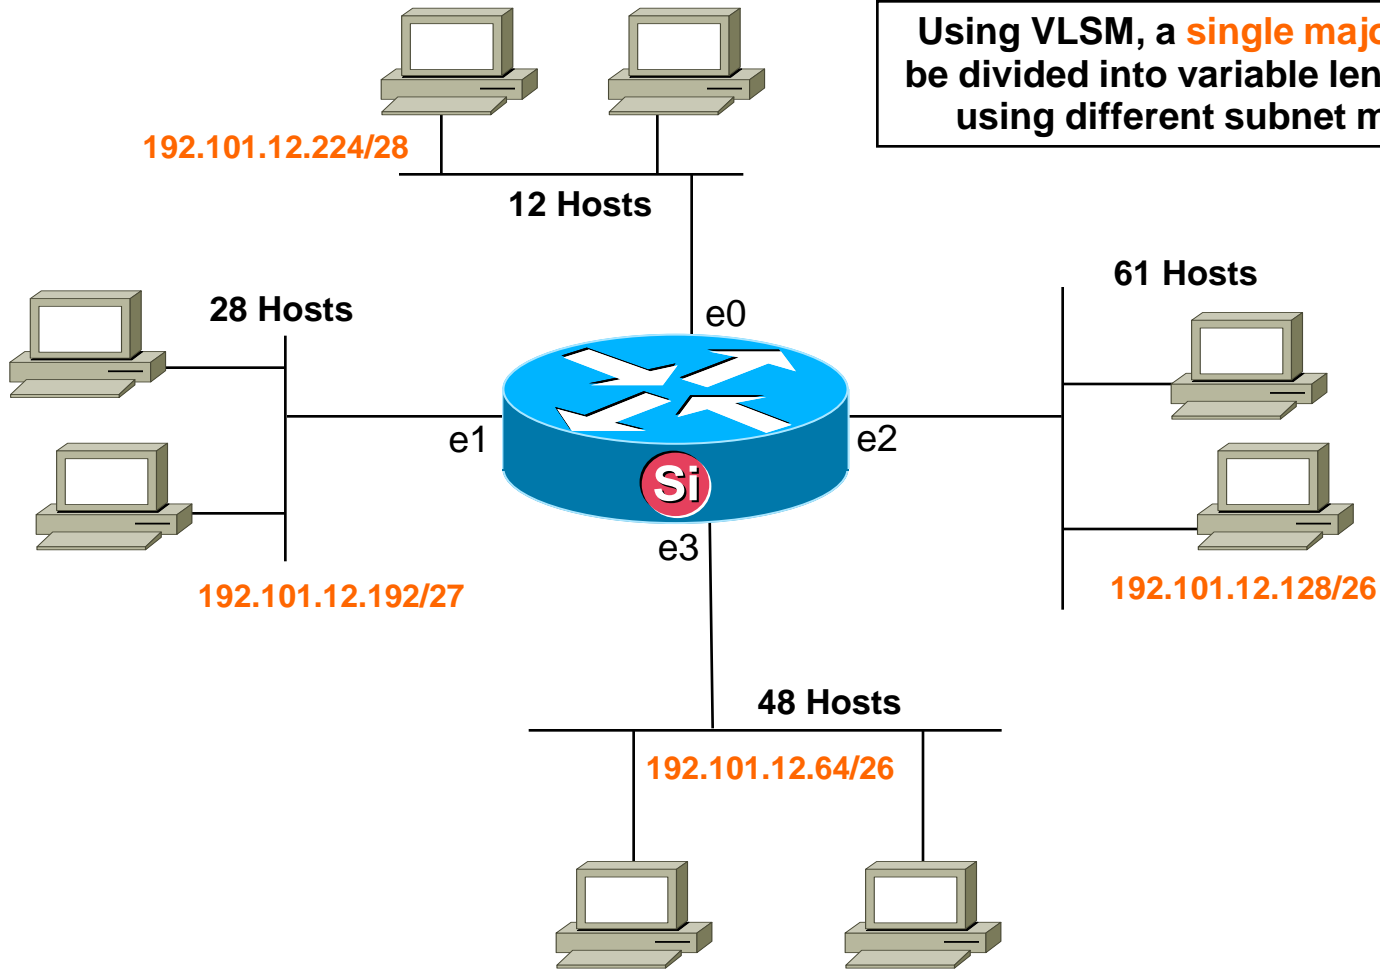 Using VLSM, a single
be divided into variable
using different subnet
192.101.12.224/28
12 Hosts
61 Hosts
28 Hosts
e0
e1
e2
Si
e3
192.101.12.192/27
192.101.12.128/26
48 Hosts
192.101.12.64/26